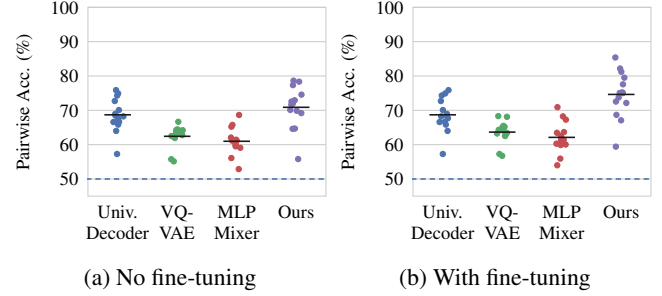 Pairwise Acc. (%)
100
90
80
70
60
50
Univ. Decoder
VQ-VAE
MLP Mixer
Ours
(a) No fine-tuning
Pairwise Acc. (%)
100
90
80
70
60
50
Univ. Decoder
VQ-VAE
MLP Mixer
Ours
(b) With fine-tuning